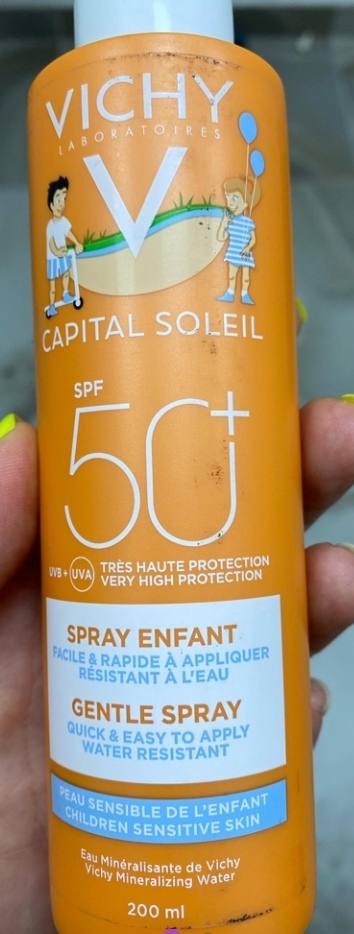 VICHY
LABORATOIRES
V
CAPITAL SOLEIL
SPF
50+
UVB + UVA TRÈS HAUTE PROTECTION
VERY HIGH PROTECTION
SPRAY ENFANT
FACILE & RAPIDE À APPLIQUER
RÉSISTANT À L'EAU
GENTLE SPRAY
QUICK & EASY TO APPLY
WATER RESISTANT
PEAU SENSIBLE DE L'ENFANT
CHILDREN SENSITIVE SKIN
Eau Minéralisante de Vichy
Vichy Mineralizing Water
200 ml